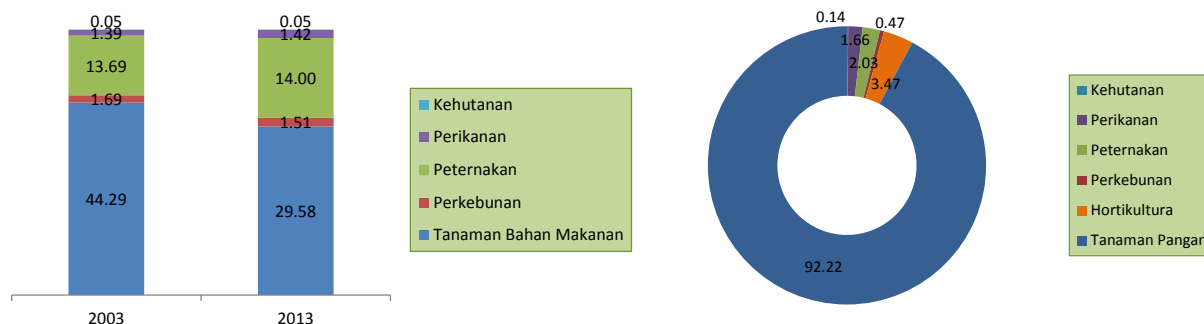 0.05
1.39
13.69
1.69
44.29
2003
0.05
1.42
14.00
1.51
29.58
2013
Kehutanan
Perikanan
Peternakan
Perkebunan
Tanaman Bahan Makanan
0.14
1.66
2.03
0.47
3.47
92.22
Kehutanan
Perikanan
Peternakan
Perkebunan
Hortikultura
Tanaman Pangan